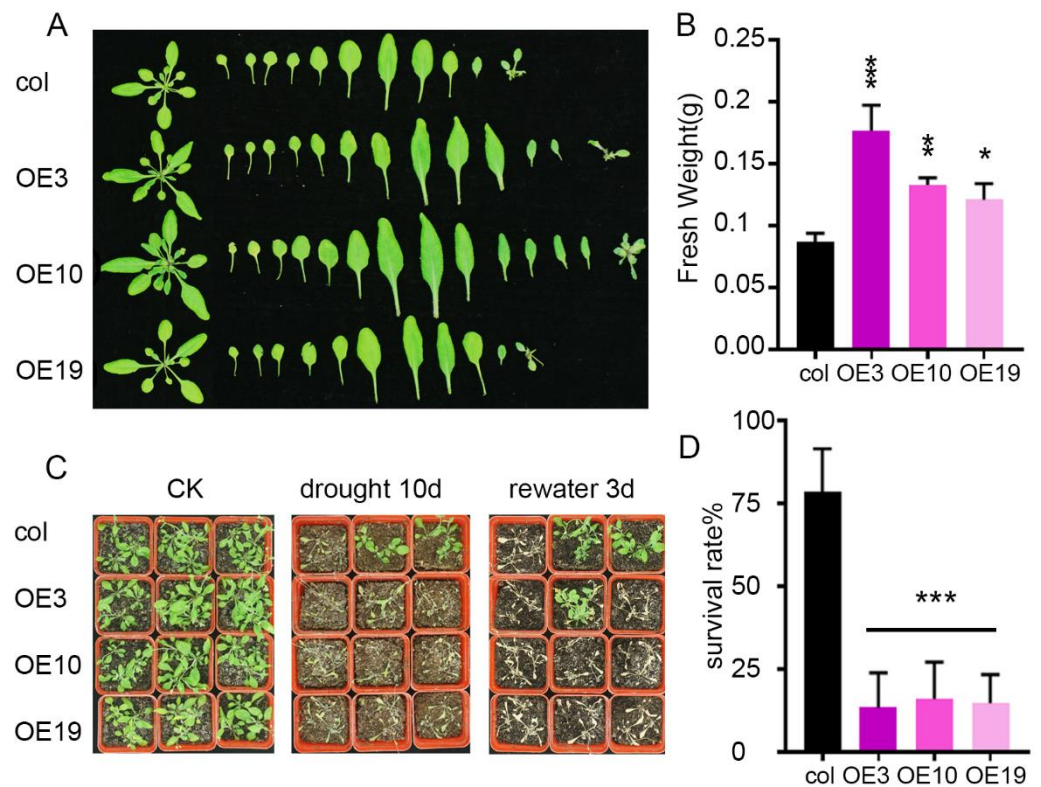 A
col
OE3
OE10
OE19
B
Fresh Weight(g)
0.25
0.2
0.15
0.1
0.05
0.00
***
**
*
col OE3 OE10 OE19
C
CK drought 10d rewater 3d
col
OE3
OE10
OE19
D
survival rate%
100
75
50
25
0
***
col OE3 OE10 OE19